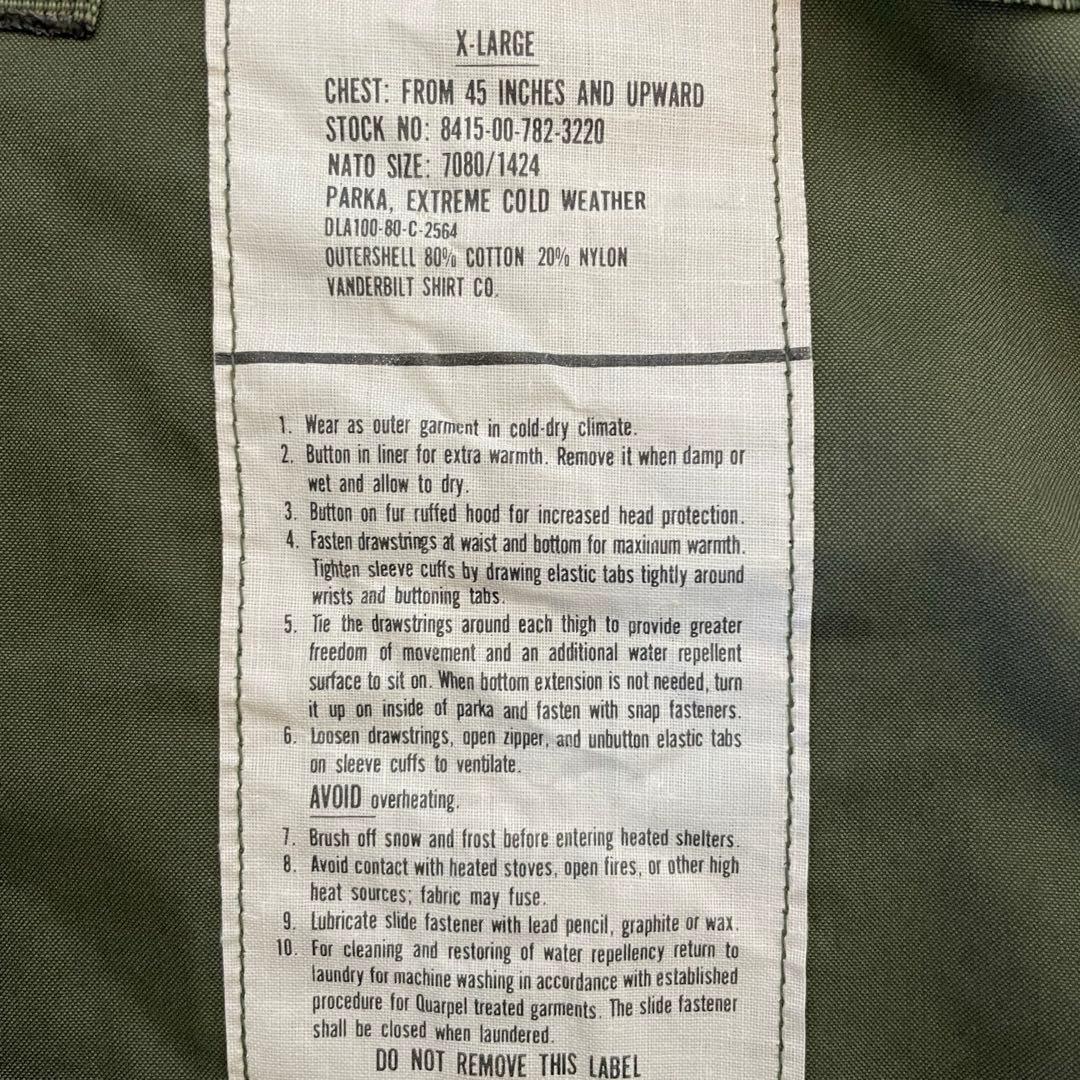 X-LARGE
CHEST: FROM 45 INCHES AND UPWARD
STOCK NO: 8415-00-782-3220
NATO SIZE: 7080/1424
PARKA, EXTREME COLD WEATHER
DLA100-80-C-2564
OUTERSHELL 80% COTTON 20% NYLON
VANDERBILT SHIRT CO.
1. Wear as outer garment in cold-dry climate.
2. Button in liner for extra warmth. Remove it when damp or
wet and allow to dry.
3. Button on fur ruffed hood for increased head protection.
4. Fasten drawstrings at waist and bottom for maximum warmth.
Tighten sleeve cuffs by drawing elastic tabs tightly around
wrists and buttoning tabs.
5. Tie the drawstrings around each thigh to provide greater
freedom of movement and an additional water repellent
surface to sit on. When bottom extension is not needed, turn
it up on inside of parka and fasten with snap fasteners.
6. Loosen drawstrings, open zipper, and unbutton elastic tabs
on sleeve cuffs to ventilate.
AVOID overheating.
7. Brush off snow and frost before entering heated shelters.
8. Avoid contact with heated stoves, open fires, or other high
heat sources; fabric may fuse.
9. Lubricate slide fastener with lead pencil, graphite or wax.
10. For cleaning and restoring of water repellency return to
laundry for machine washing in accordance with established
procedure for Quarpel treated garments. The slide fastener
shall be closed when laundered.
DO NOT REMOVE THIS LABEL